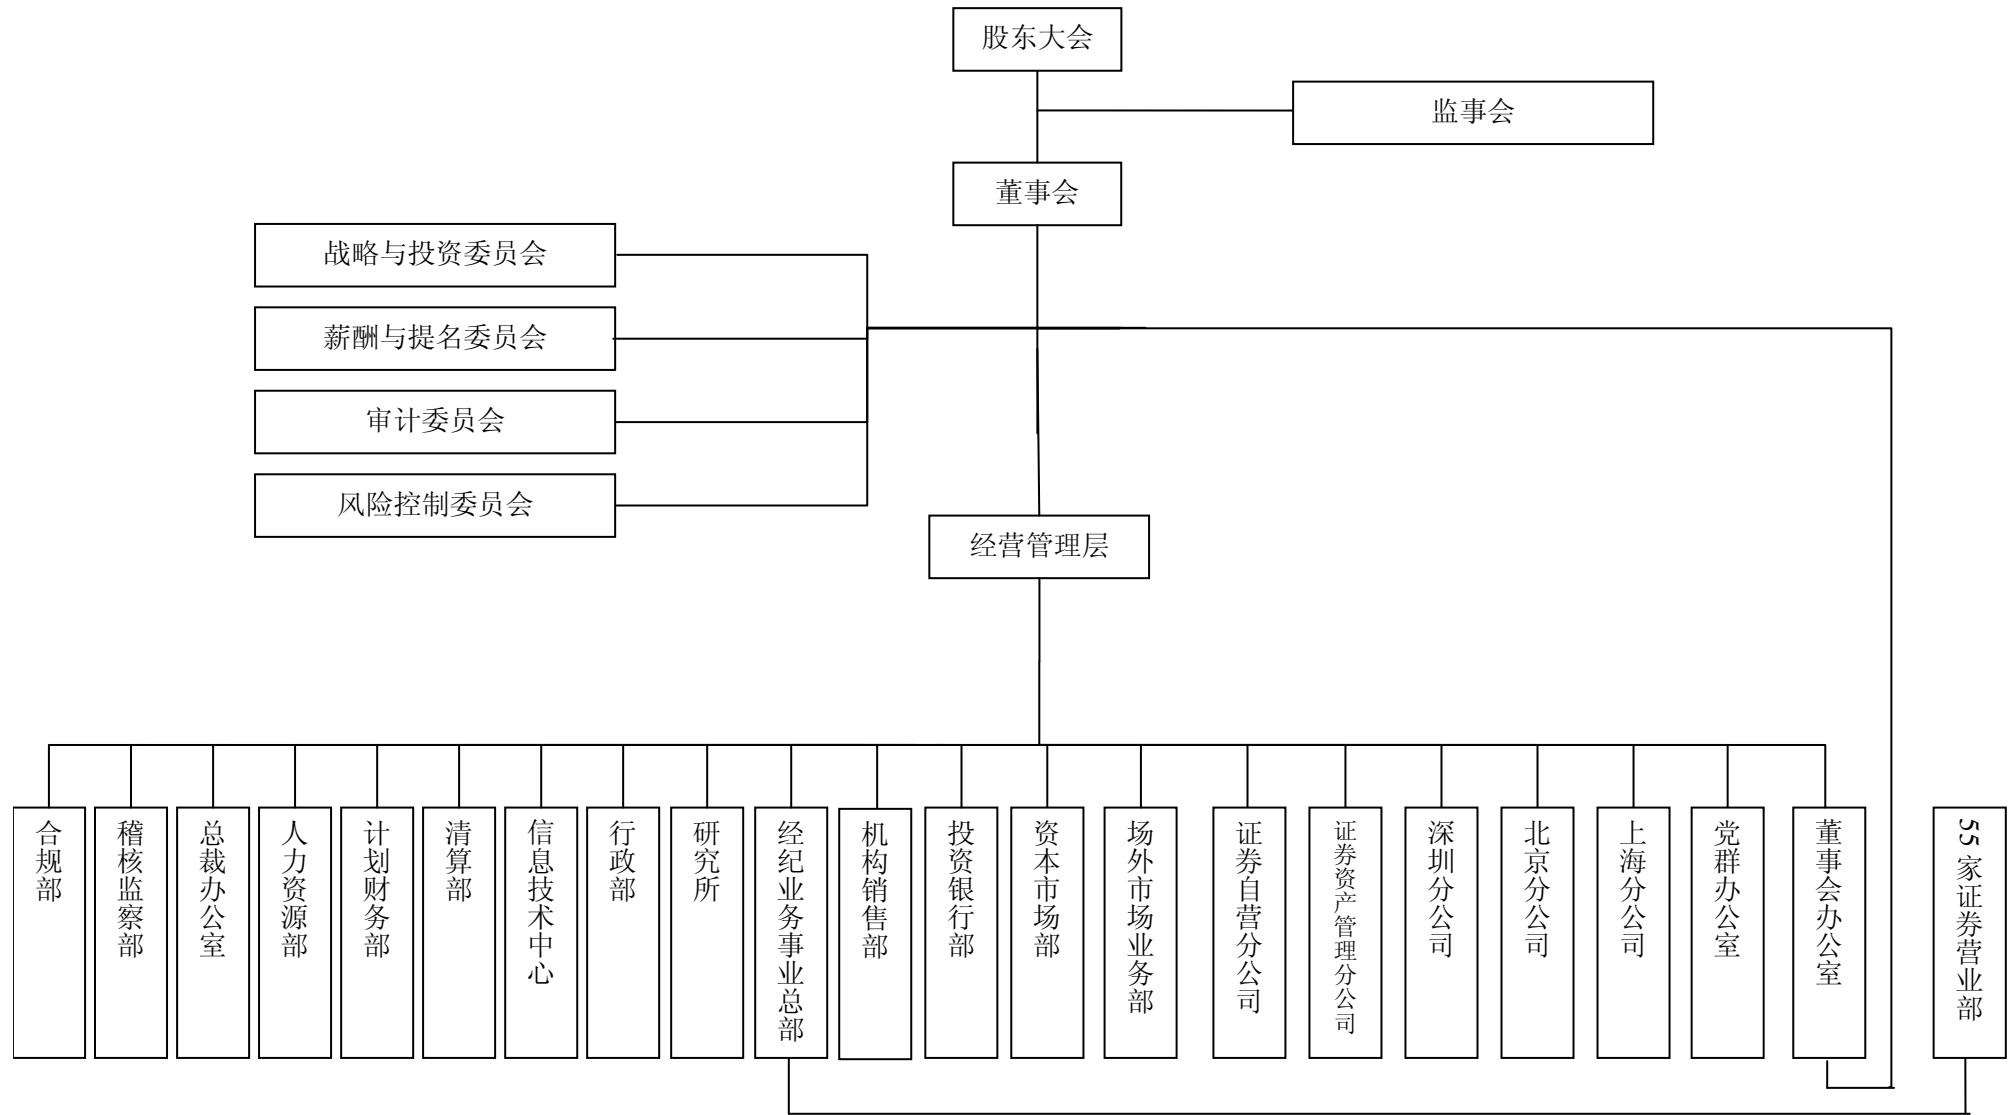 股东大会
监事会
董事会
战略与投资委员会
薪酬与提名委员会
审计委员会
风险控制委员会
经营管理层
合规部
稽核监察部
总裁办公室
人力资源部
计划财务部
清算部
信息技术中心
行政部
研究所
经纪业务事业总部
机构销售部
投资银行部
资本市场部
场外市场业务部
证券自营分公司
证券资产管理分公司
深圳分公司
北京分公司
上海分公司
党群办公室
董事会办公室
55 家证券营业部